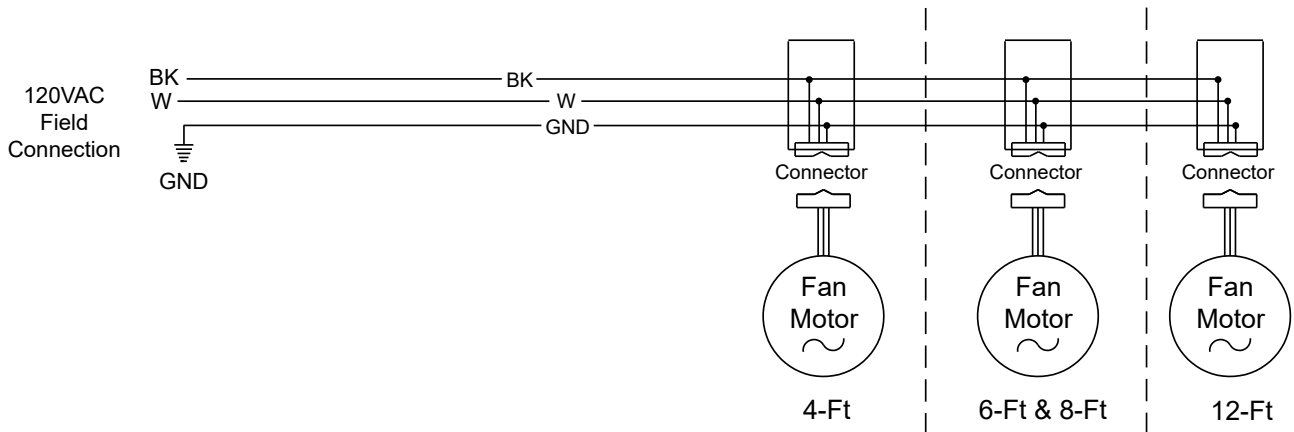 120VAC
Field
Connection
BK
W
GND
BK
W
GND
Connector
Connector
Connector
Fan
Motor
Fan
Motor
Fan
Motor
4-Ft
6-Ft & 8-Ft
12-Ft